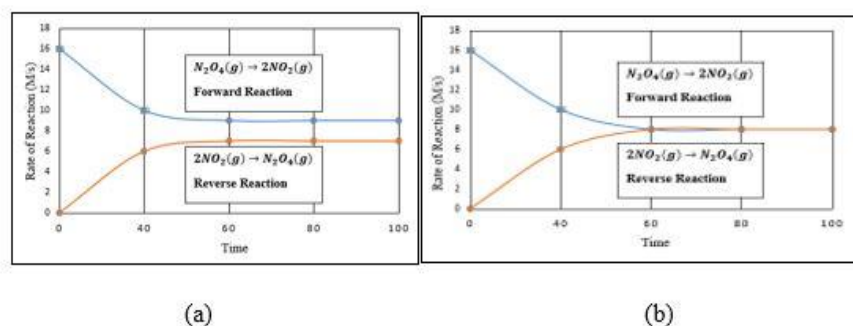 18
16
14
12
10
8
6
4
2
0
Rate of Reaction (M/s)
N₂O₄(g) → 2NO₂(g)
Forward Reaction
2NO₂(g) → N₂O₄(g)
Reverse Reaction
0 40 60 80 100
Time
18
16
14
12
10
8
6
4
2
0
Rate of Reaction (M/s)
N₂O₄(g) → 2NO₂(g)
Forward Reaction
2NO₂(g) → N₂O₄(g)
Reverse Reaction
0 40 60 80 100
Time
(a) (b)